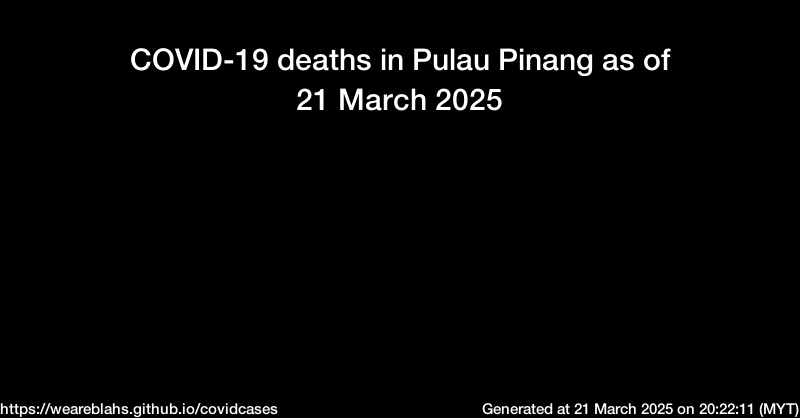 COVID-19 deaths in Pulau Pinang as of
21 March 2025
https://weareblahs.github.io/covidcases
Generated at 21 March 2025 on 20:22:11 (MYT)